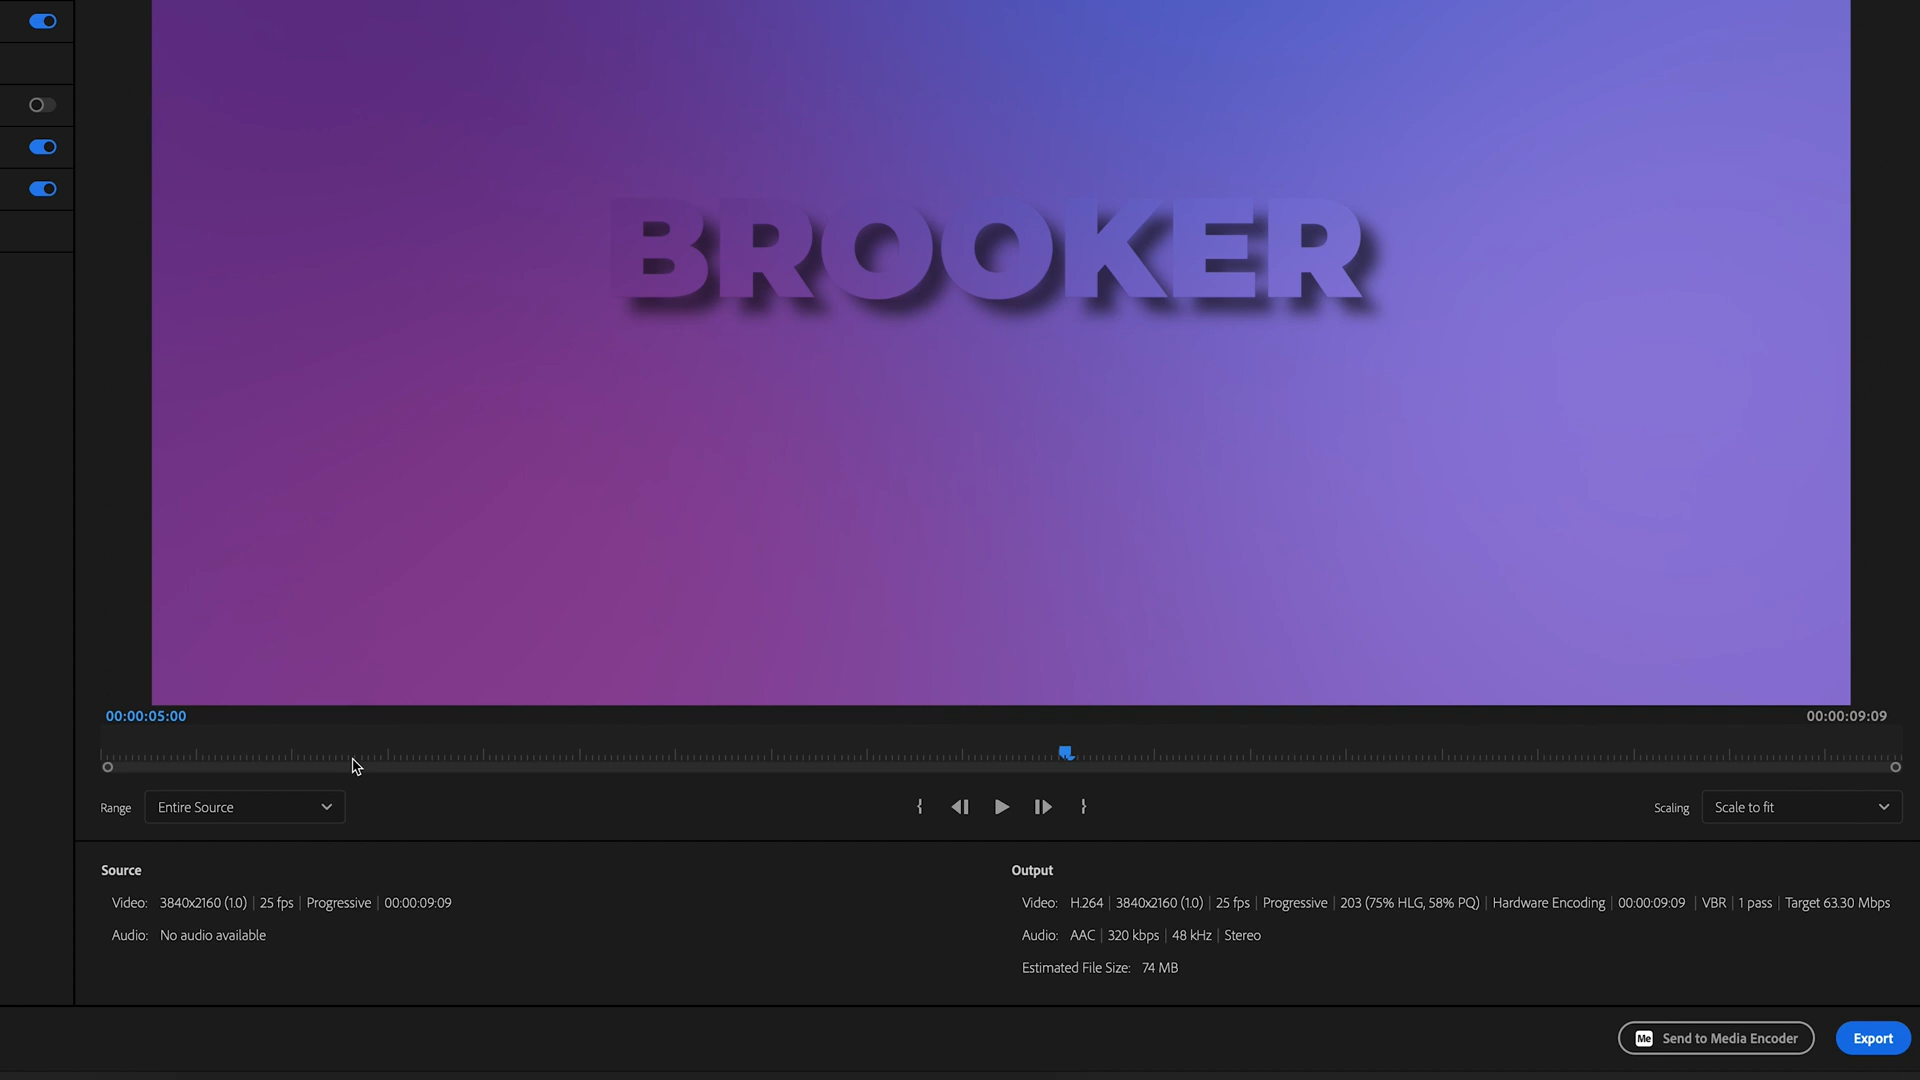 BROOKER
00:00:05:00
00:00:09:09
Range
Entire Source
Scaling
Scale to fit
Source
Video: 3840x2160 (1.0) | 25 fps | Progressive | 00:00:09:09
Audio: No audio available
Output
Video: H.264 | 3840x2160 (1.0) | 25 fps | Progressive | 203 (75% HLG, 58% PQ) | Hardware Encoding | 00:00:09:09 | VBR | 1 pass | Target 63.30 Mbps
Audio: AAC | 320 kbps | 48 kHz | Stereo
Estimated File Size: 74 MB
Me Send to Media Encoder
Export